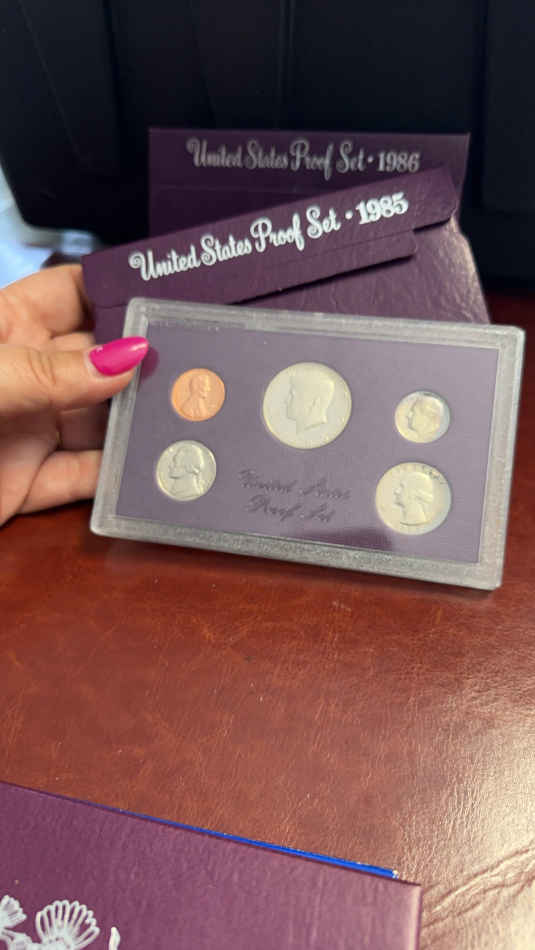 United States Proof Set • 1986
United States Proof Set • 1985
United States
Proof Set